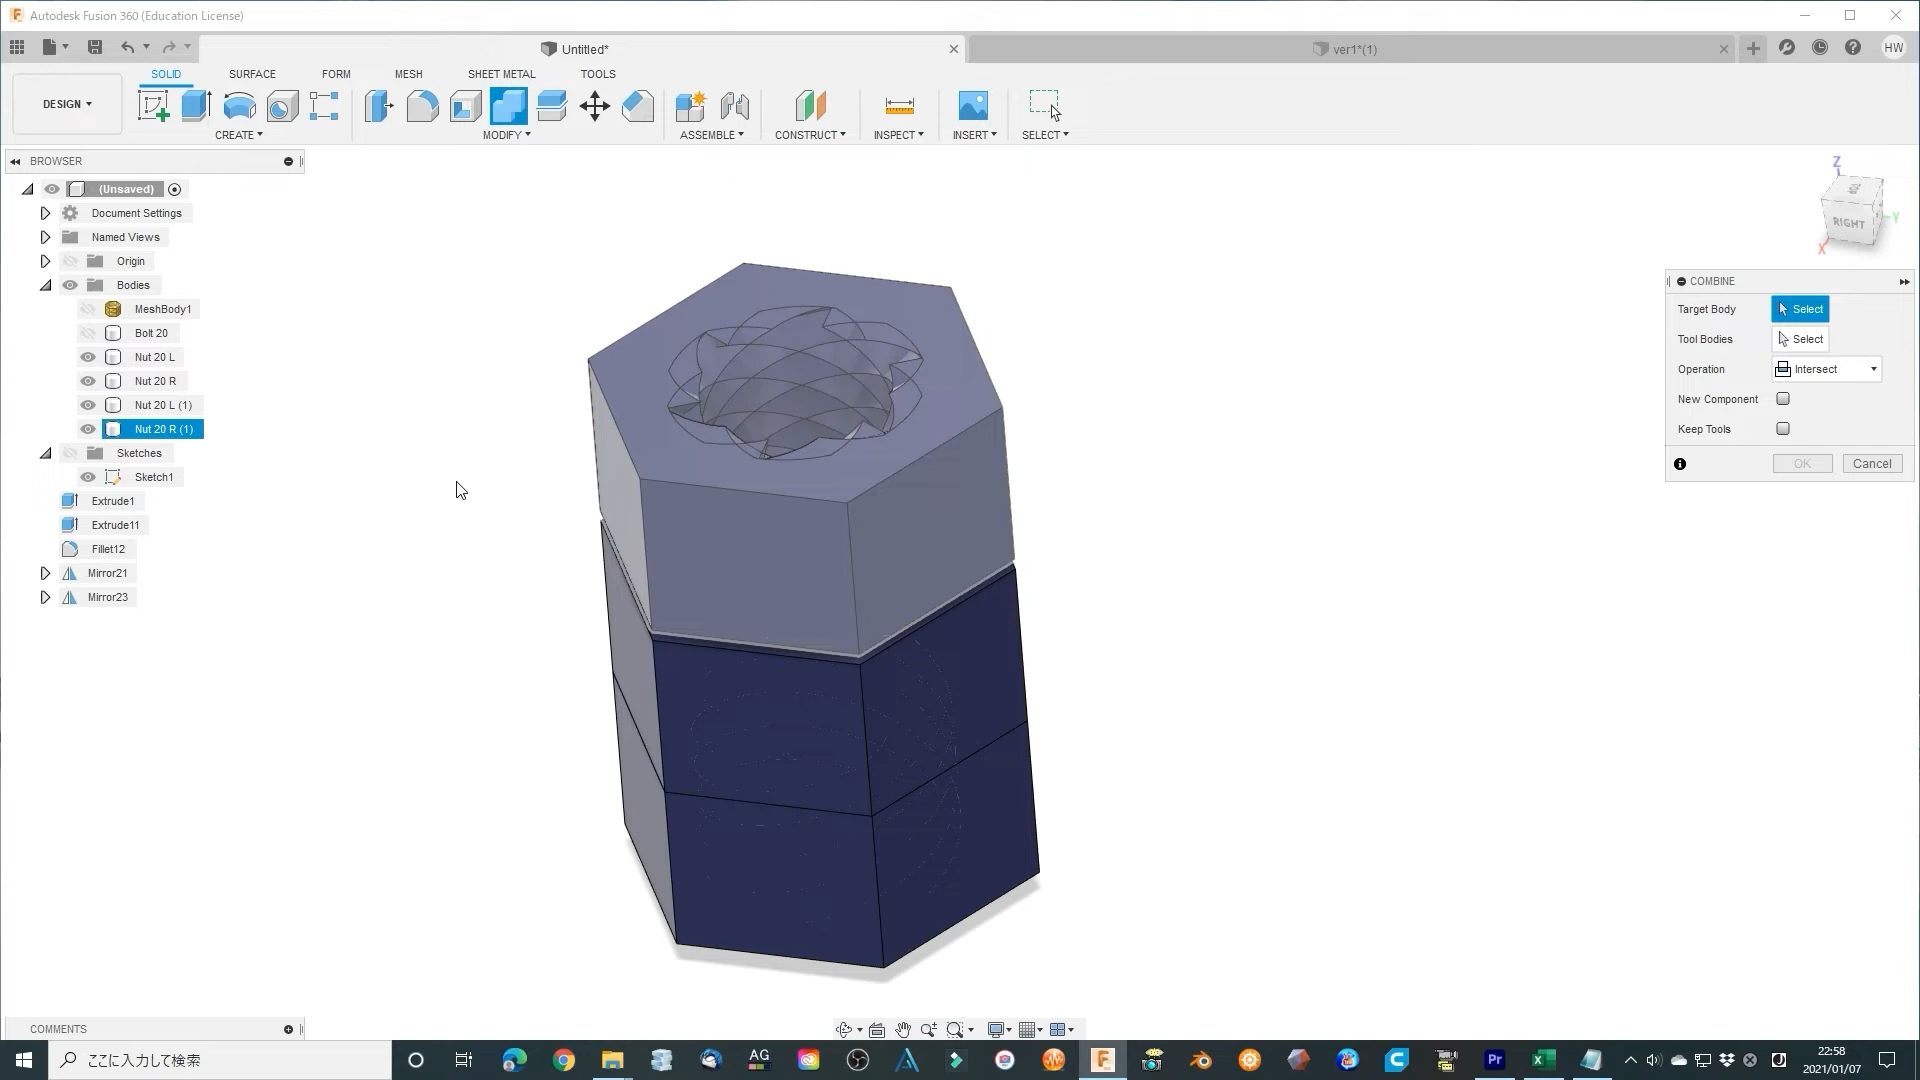 Autodesk Fusion 360 (Education License)
Untitled*
ver1*(1)
HW
DESIGN
SOLID
SURFACE
FORM
MESH
SHEET METAL
TOOLS
CREATE
MODIFY
ASSEMBLE
CONSTRUCT
INSPECT
INSERT
SELECT
BROWSER
(Unsaved)
Document Settings
Named Views
Origin
Bodies
MeshBody1
Bolt 20
Nut 20 L
Nut 20 R
Nut 20 L (1)
Nut 20 R (1)
Sketches
Sketch1
Extrude1
Extrude11
Fillet12
Mirror21
Mirror23
Z
TOP
RIGHT
Y
X
COMBINE
Target Body
Select
Tool Bodies
Select
Operation
Intersect
New Component
Keep Tools
OK
Cancel
COMMENTS
ここに入力して検索
AG
Pr
22:58
2021/01/07